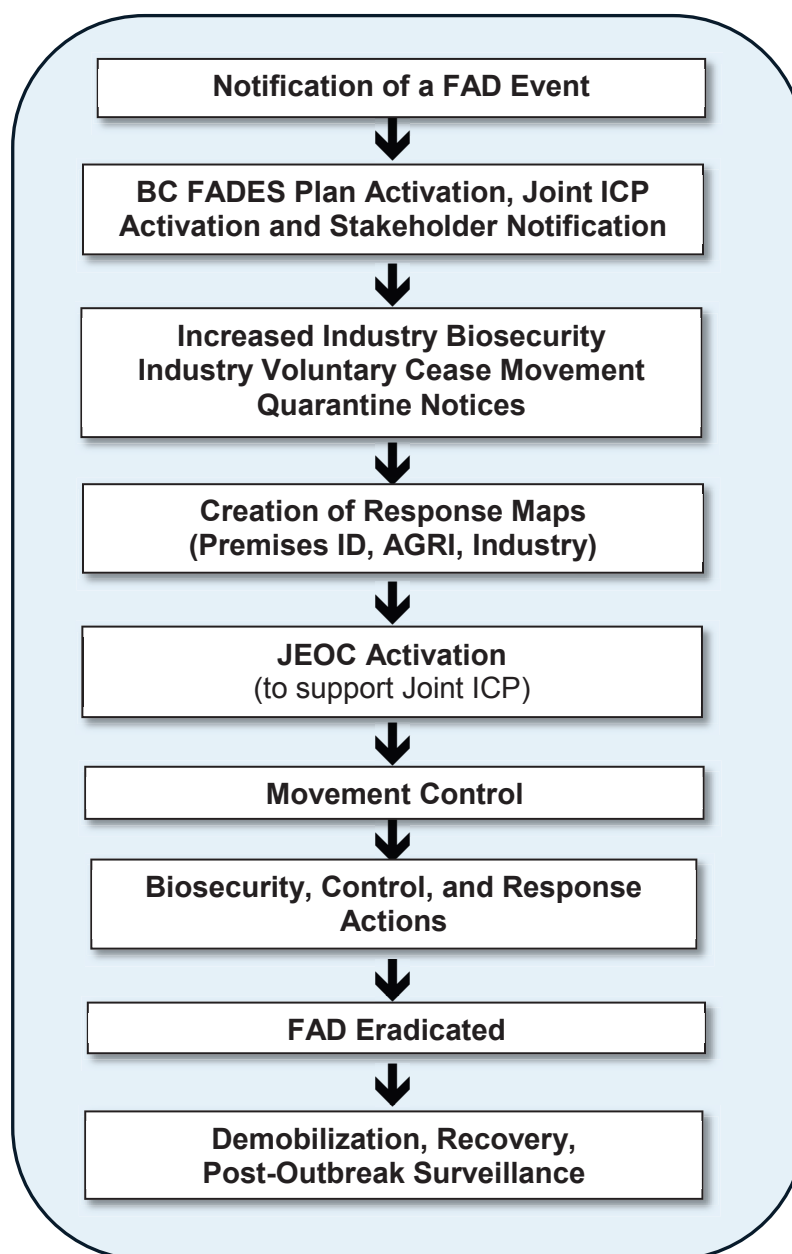 Notification of a FAD Event
BC FADES Plan Activation, Joint ICP
Activation and Stakeholder Notification
Increased Industry Biosecurity
Industry Voluntary Cease Movement
Quarantine Notices
Creation of Response Maps
(Premises ID, AGRI, Industry)
JEOC Activation
(to support Joint ICP)
Movement Control
Biosecurity, Control, and Response
Actions
FAD Eradicated
Demobilization, Recovery,
Post-Outbreak Surveillance